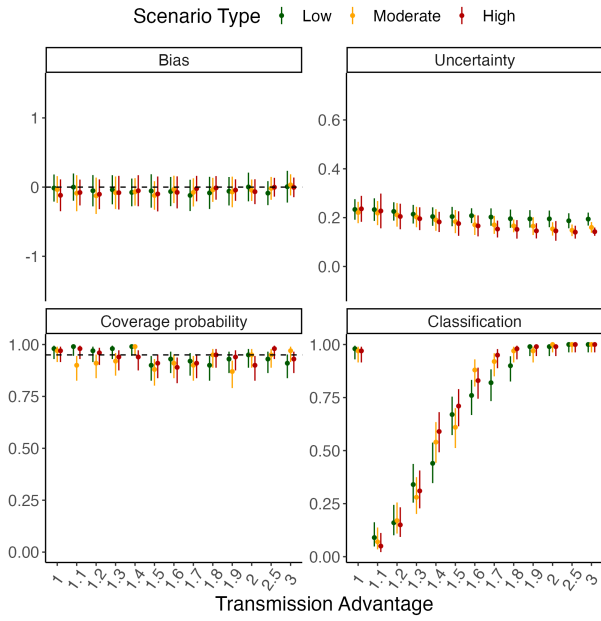 Scenario Type Low Moderate High
Bias Uncertainty
1
0
-1
0.6
0.4
0.2
0.0
Coverage probability Classification
1.00
0.75
0.50
0.25
0.00
1.00
0.75
0.50
0.25
0.00
1 1.1 1.2 1.3 1.4 1.5 1.6 1.7 1.8 1.9 2 2.5 3
1 1.1 1.2 1.3 1.4 1.5 1.6 1.7 1.8 1.9 2 2.5 3
Transmission Advantage